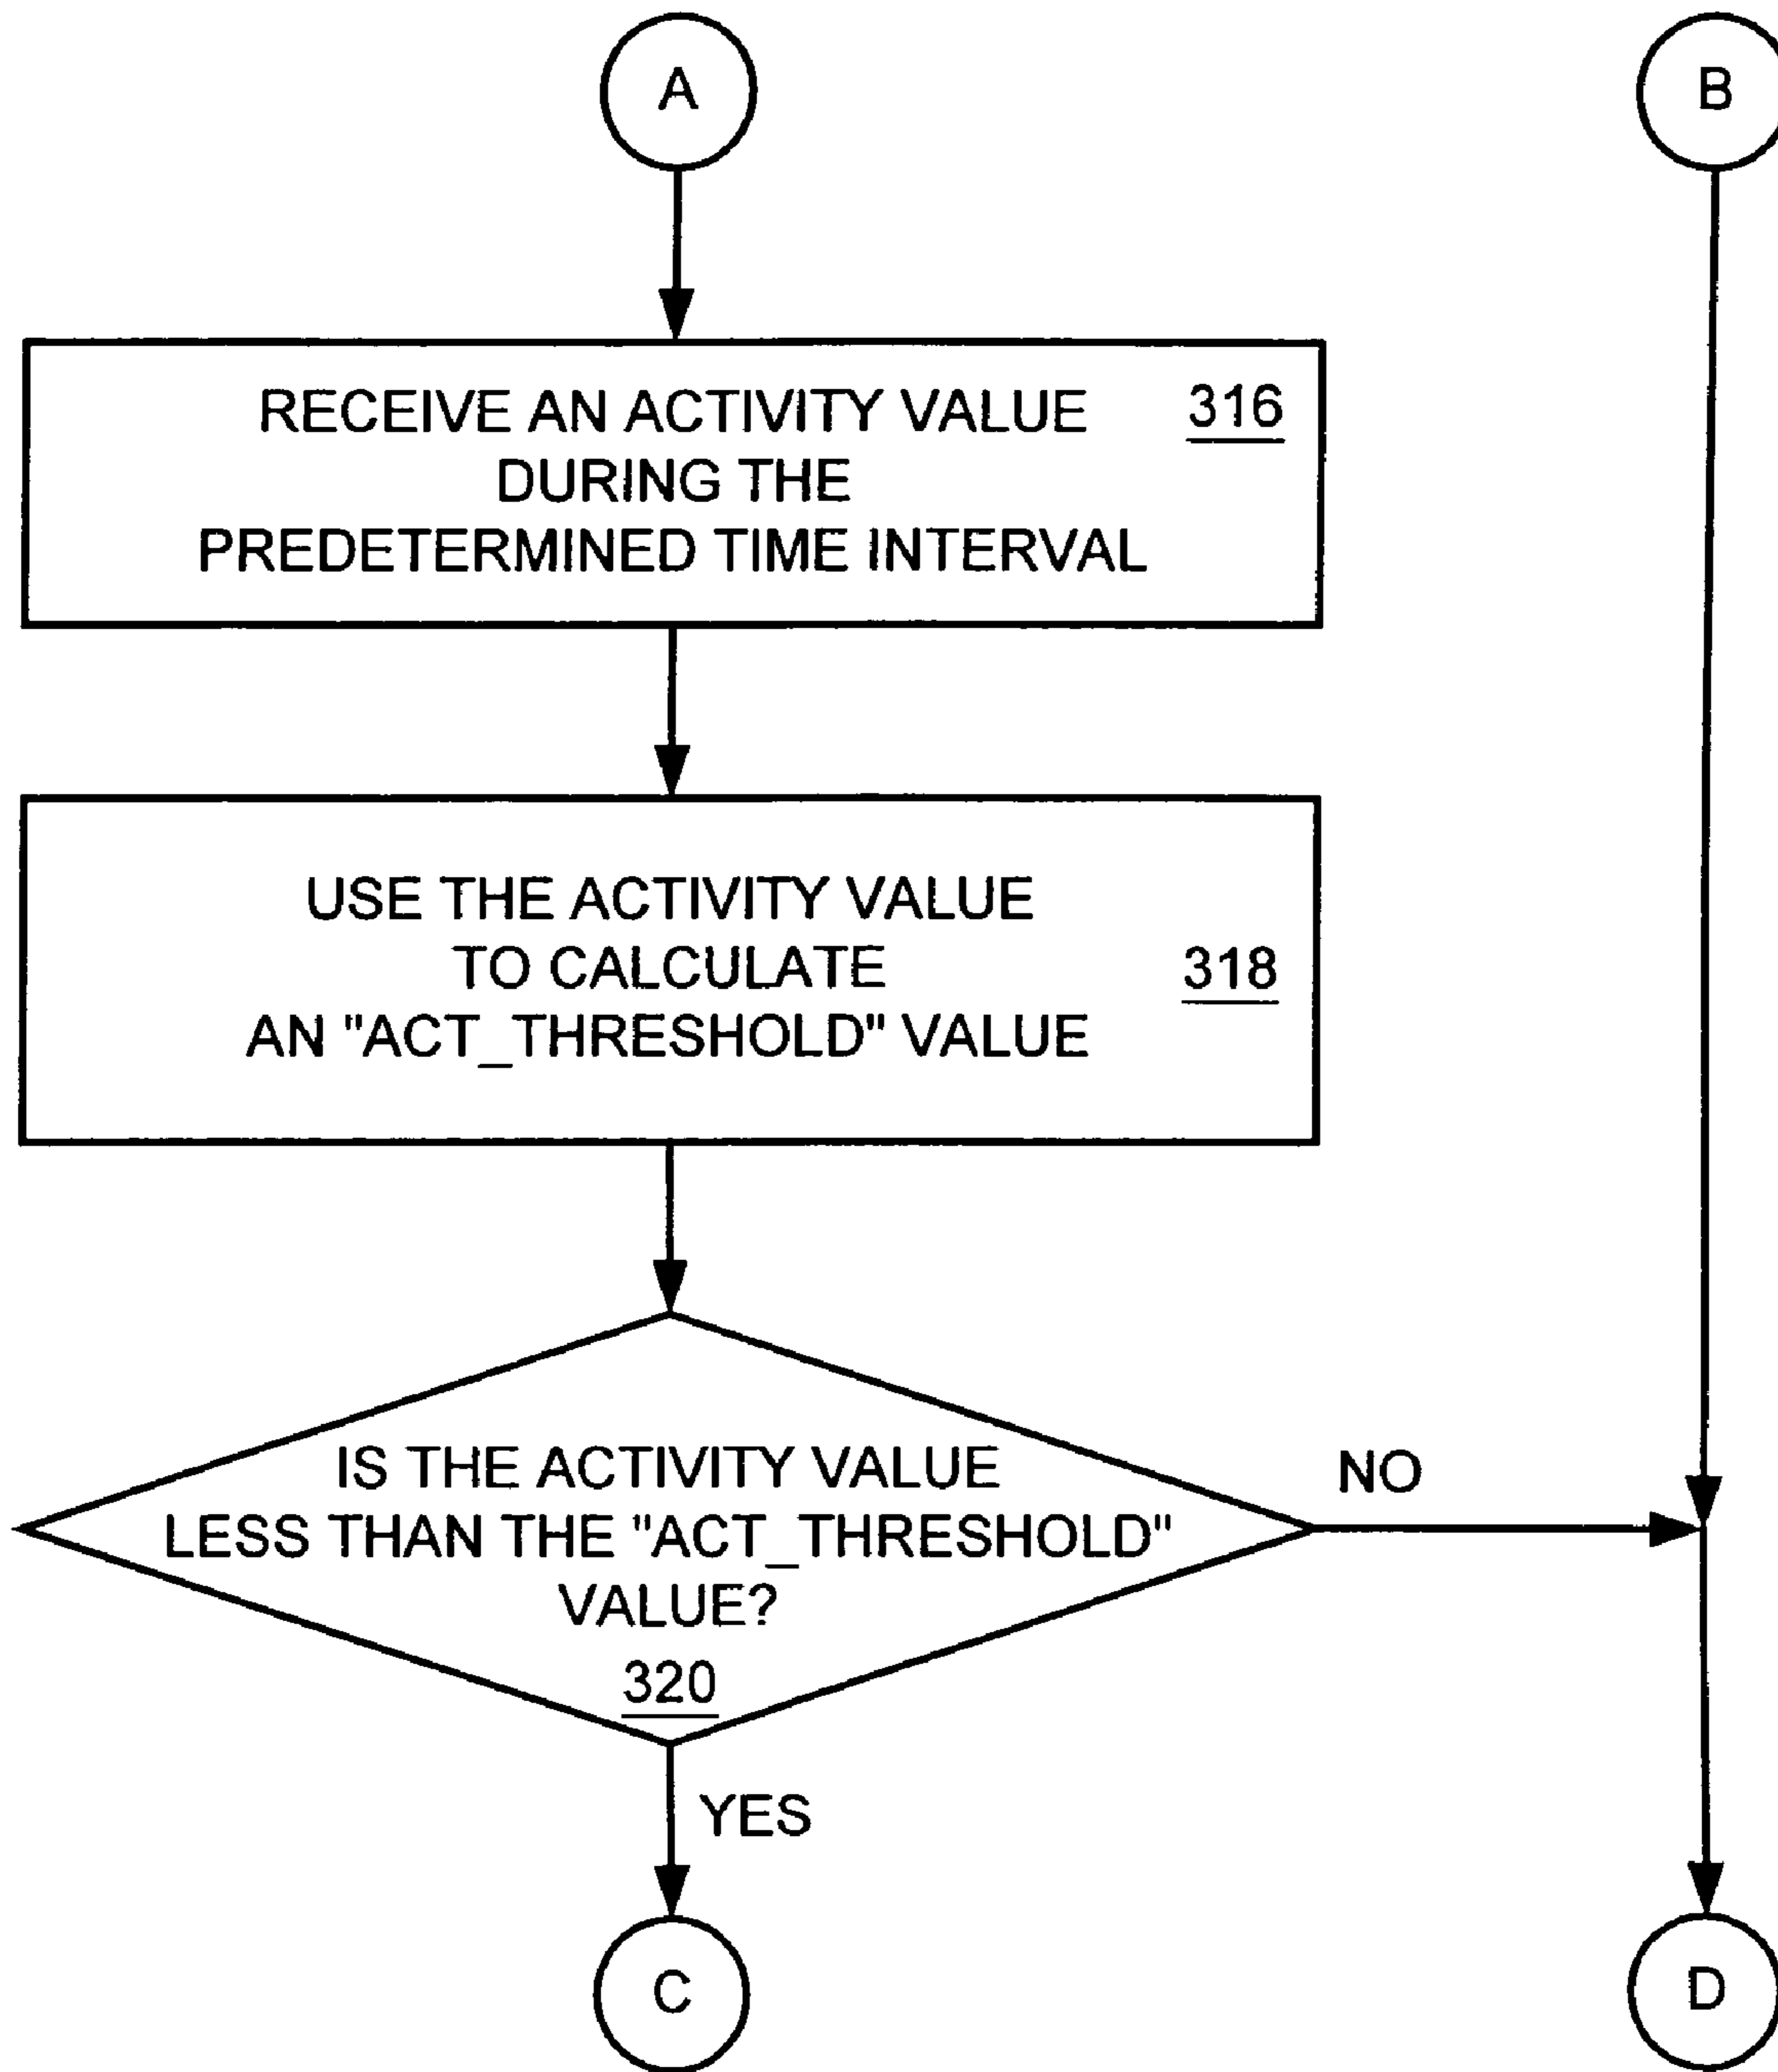 A
B
RECEIVE AN ACTIVITY VALUE 316
DURING THE
PREDETERMINED TIME INTERVAL
USE THE ACTIVITY VALUE
TO CALCULATE 318
AN "ACT_THRESHOLD" VALUE
IS THE ACTIVITY VALUE
LESS THAN THE "ACT_THRESHOLD"
VALUE?
320
NO
YES
C
D